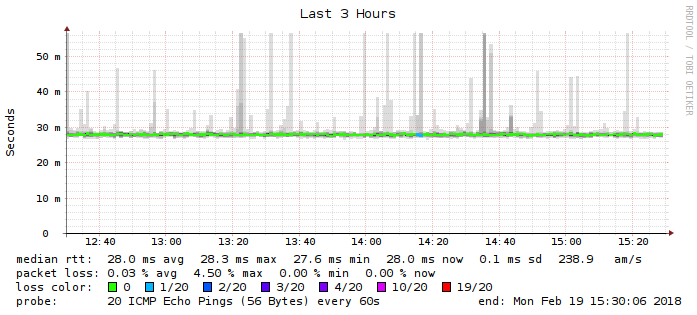 Last 3 Hours
RRDTOOL / TOBI OETIKER
Seconds
50 m
40 m
30 m
20 m
10 m
0
12:40 13:00 13:20 13:40 14:00 14:20 14:40 15:00 15:20
median rtt: 28.0 ms avg 28.3 ms max 27.6 ms min 28.0 ms now 0.1 ms sd 238.9 am/s
packet loss: 0.03 % avg 4.50 % max 0.00 % min 0.00 % now
loss color: 0 1/20 2/20 3/20 4/20 10/20 19/20
probe: 20 ICMP Echo Pings (56 Bytes) every 60s end: Mon Feb 19 15:30:06 2018